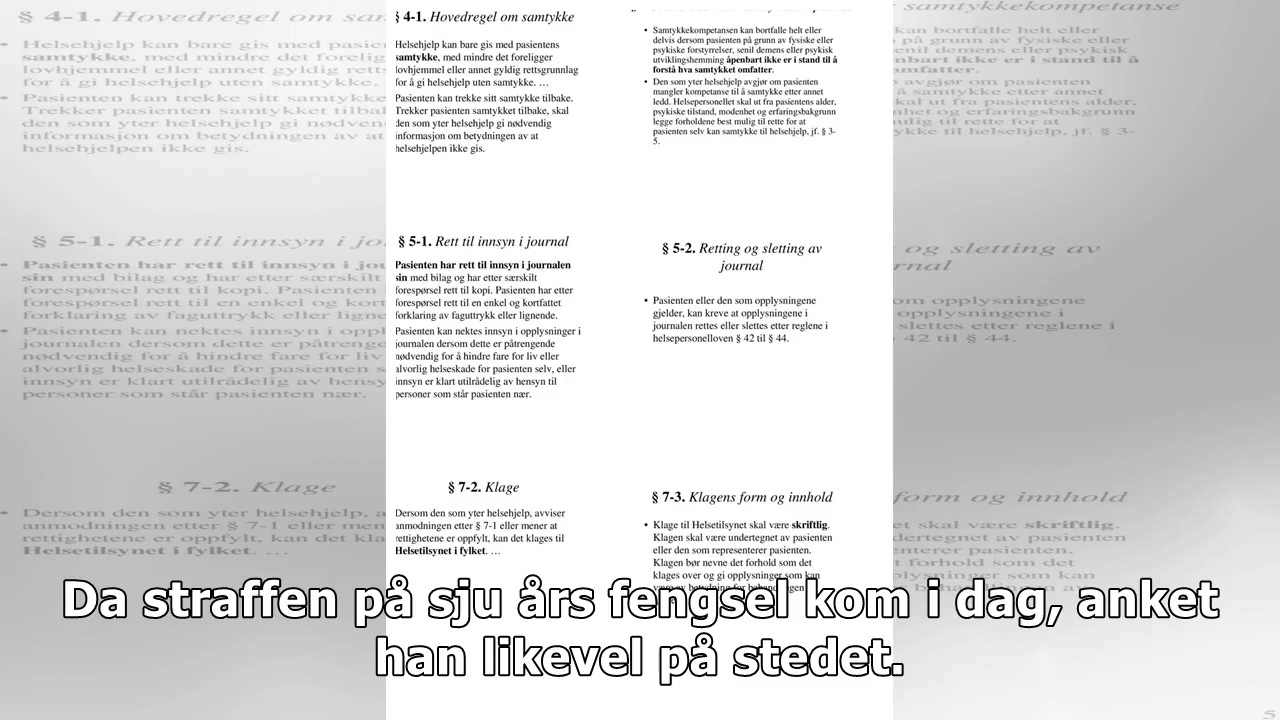 § 4-1. Hovedregel om samtykke
Helsehjelp kan bare gis med pasientens
samtykke, med mindre det foreligger
lovhjemmel eller annet gyldig rettsgrunnlag
for å gi helsehjelp uten samtykke. …
Pasienten kan trekke sitt samtykke tilbake.
Trekker pasienten samtykket tilbake, skal
den som yter helsehjelp gi nødvendig
informasjon om betydningen av at
helsehjelpen ikke gis.
• Samtykkekompetansen kan bortfalle helt eller
delvis dersom pasienten på grunn av fysiske eller
psykiske forstyrrelser, senil demens eller psykisk
utviklingshemming åpenbart ikke er i stand til å
forstå hva samtykket omfatter.
• Den som yter helsehjelp avgjør om pasienten
mangler kompetanse til å samtykke etter annet
ledd. Helsepersonellet skal ut fra pasientens alder,
psykiske tilstand, modenhet og erfaringsbakgrunn
legge forholdene best mulig til rette for at
pasienten selv kan samtykke til helsehjelp, jf. § 3-
5.
§ 5-1. Rett til innsyn i journal
Pasienten har rett til innsyn i journalen
sin med bilag og har etter særskilt
forespørsel rett til kopi. Pasienten har etter
forespørsel rett til en enkel og kortfattet
forklaring av faguttrykk eller lignende.
Pasienten kan nektes innsyn i opplysninger i
journalen dersom dette er påtrengende
nødvendig for å hindre fare for liv eller
alvorlig helseskade for pasienten selv, eller
innsyn er klart utilrådelig av hensyn til
personer som står pasienten nær.
§ 5-2. Retting og sletting av
journal
• Pasienten eller den som opplysningene
gjelder, kan kreve at opplysningene i
journalen rettes eller slettes etter reglene i
helsepersonelloven § 42 til § 44.
§ 7-2. Klage
Dersom den som yter helsehjelp, avviser
anmodningen etter § 7-1 eller mener at
rettighetene er oppfylt, kan det klages til
Helsetilsynet i fylket. …
§ 7-3. Klagens form og innhold
• Klage til Helsetilsynet skal være skriftlig.
Klagen skal være undertegnet av pasienten
eller den som representerer pasienten.
Klagen bør nevne det forhold som det
klages over og gi opplysninger som kan
Da straffen på sju års fengsel kom i dag, anket
han likevel på stedet.